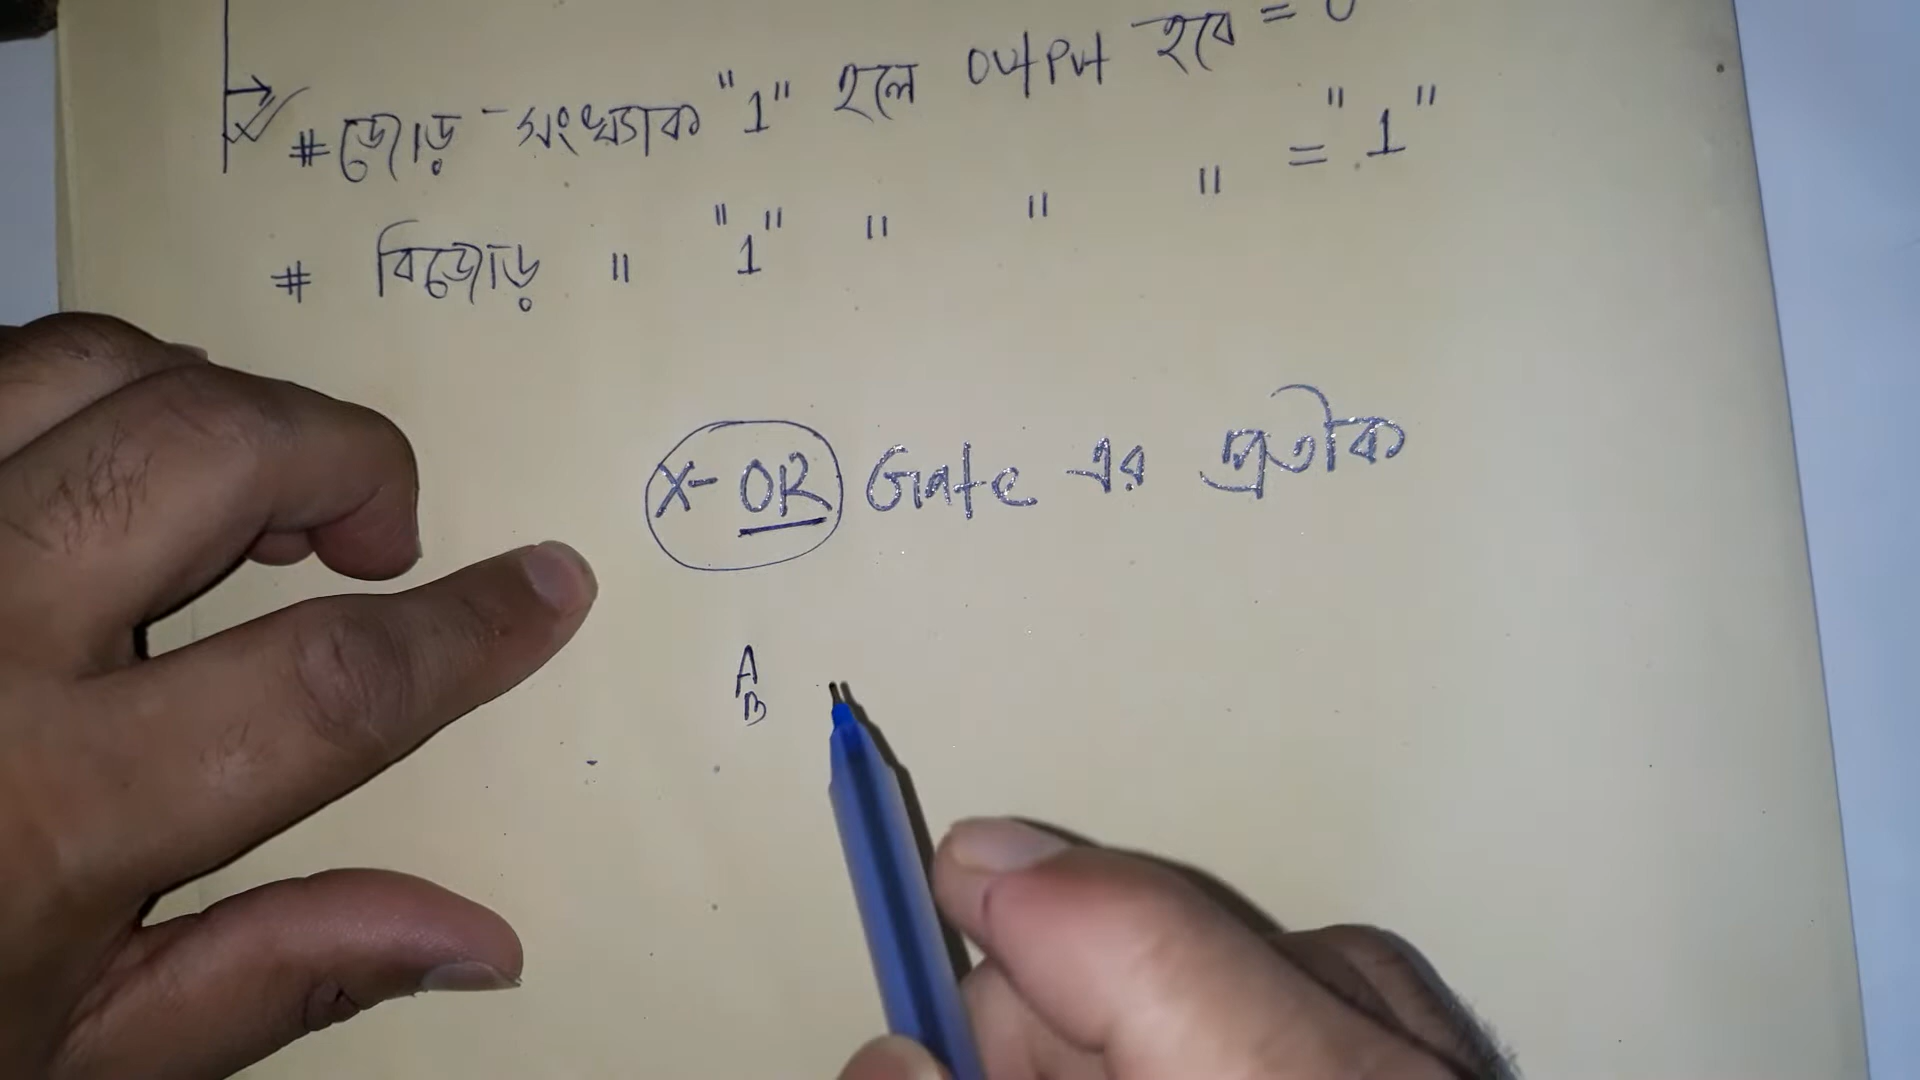 # জোড় - সংখ্যক "1" হলে output হবে = 0
# বিজোড় " "1" " " " = "1"
X-OR Gate এর প্রতীক
A
B